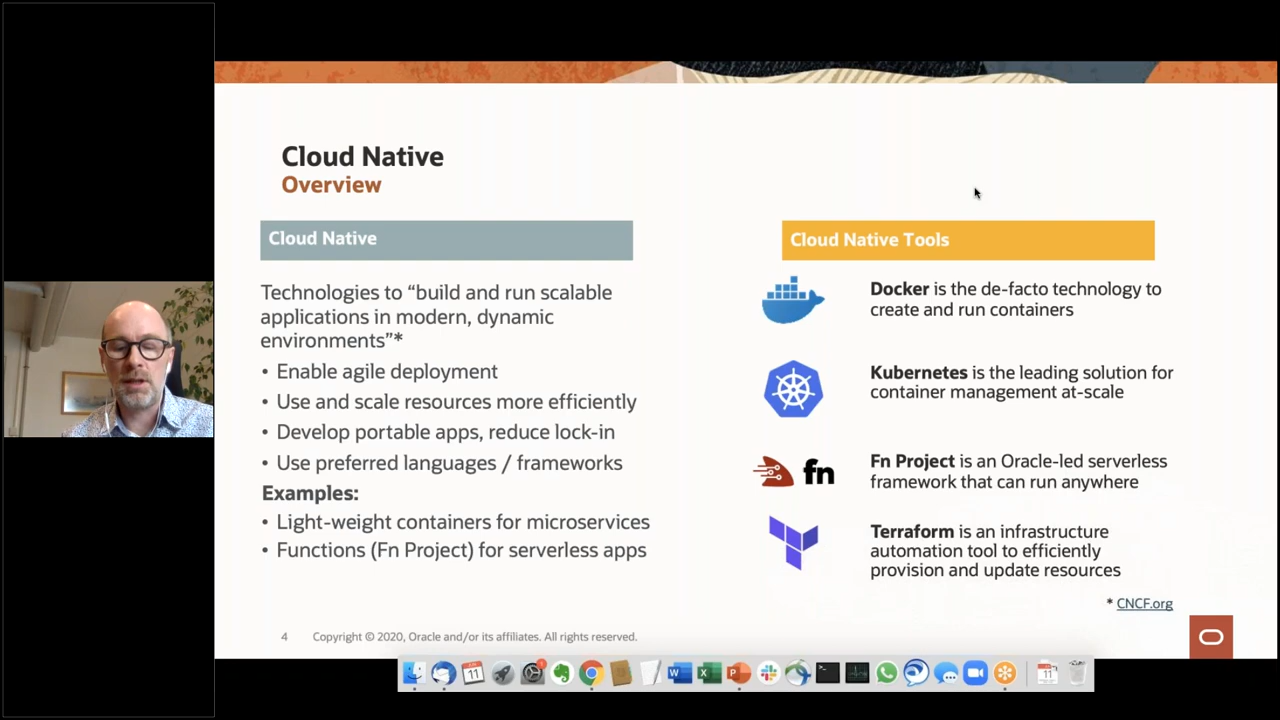 Cloud Native
Overview
Cloud Native
Technologies to “build and run scalable
applications in modern, dynamic
environments”*
• Enable agile deployment
• Use and scale resources more efficiently
• Develop portable apps, reduce lock-in
• Use preferred languages / frameworks
Examples:
• Light-weight containers for microservices
• Functions (Fn Project) for serverless apps
Cloud Native Tools
Docker is the de-facto technology to
create and run containers
Kubernetes is the leading solution for
container management at-scale
fn
Fn Project is an Oracle-led serverless
framework that can run anywhere
Terraform is an infrastructure
automation tool to efficiently
provision and update resources
* CNCF.org
4 Copyright © 2020, Oracle and/or its affiliates. All rights reserved.
11
W
X
P
11